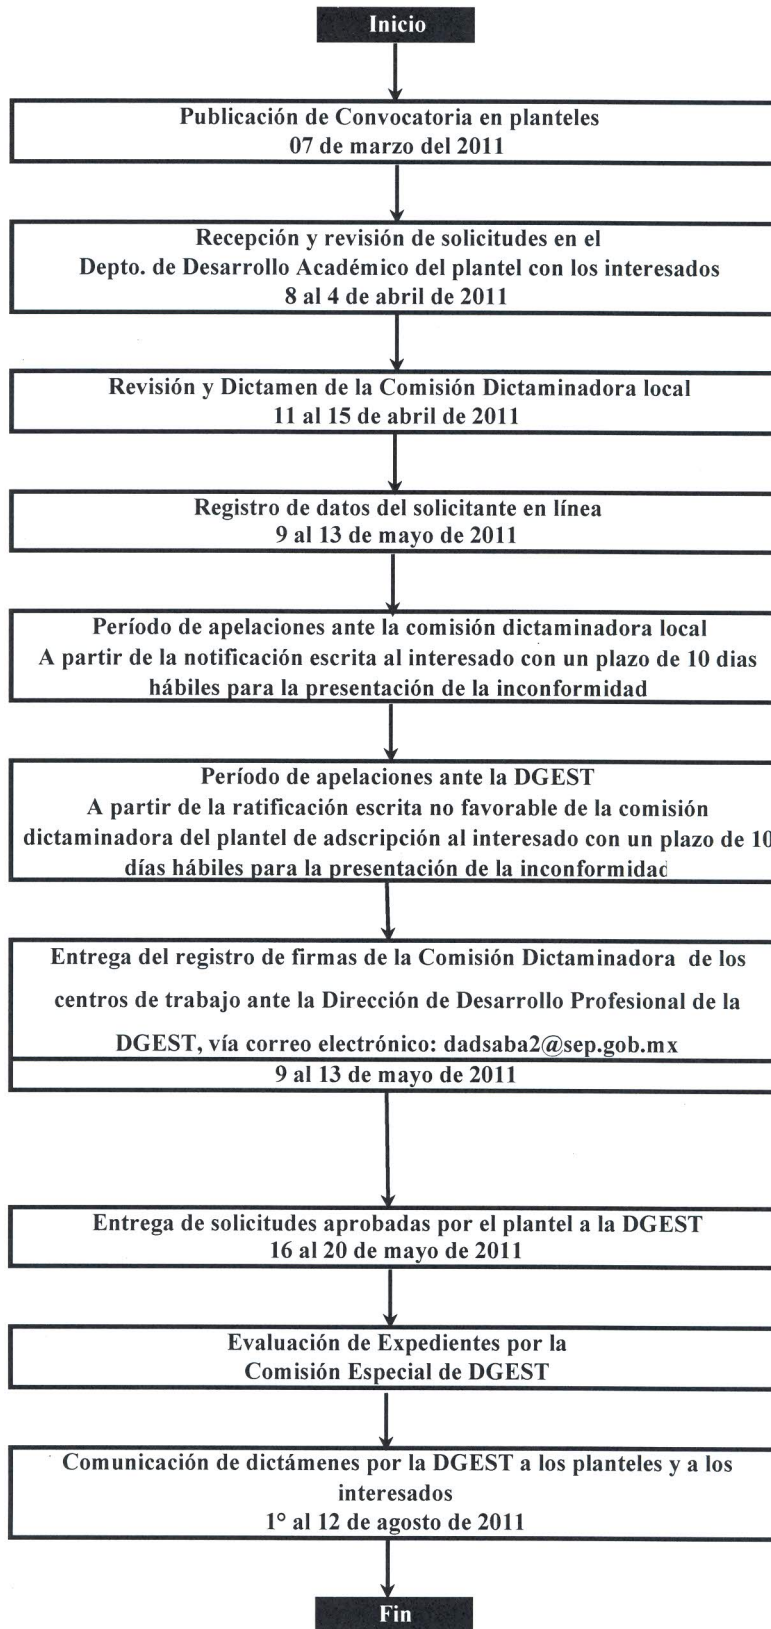 Inicio
Publicación de Convocatoria en planteles
07 de marzo del 2011
Recepción y revisión de solicitudes en el
Depto. de Desarrollo Académico del plantel con los interesados
8 al 4 de abril de 2011
Revisión y Dictamen de la Comisión Dictaminadora local
11 al 15 de abril de 2011
Registro de datos del solicitante en línea
9 al 13 de mayo de 2011
Período de apelaciones ante la comisión dictaminadora local
A partir de la notificación escrita al interesado con un plazo de 10 dias
hábiles para la presentación de la inconformidad
Período de apelaciones ante la DGEST
A partir de la ratificación escrita no favorable de la comisión
dictaminadora del plantel de adscripción al interesado con un plazo de 10
días hábiles para la presentación de la inconformidad
Entrega del registro de firmas de la Comisión Dictaminadora de los
centros de trabajo ante la Dirección de Desarrollo Profesional de la
DGEST, vía correo electrónico: dadsaba2@sep.gob.mx
9 al 13 de mayo de 2011
Entrega de solicitudes aprobadas por el plantel a la DGEST
16 al 20 de mayo de 2011
Evaluación de Expedientes por la
Comisión Especial de DGEST
Comunicación de dictámenes por la DGEST a los planteles y a los
interesados
1° al 12 de agosto de 2011
Fin